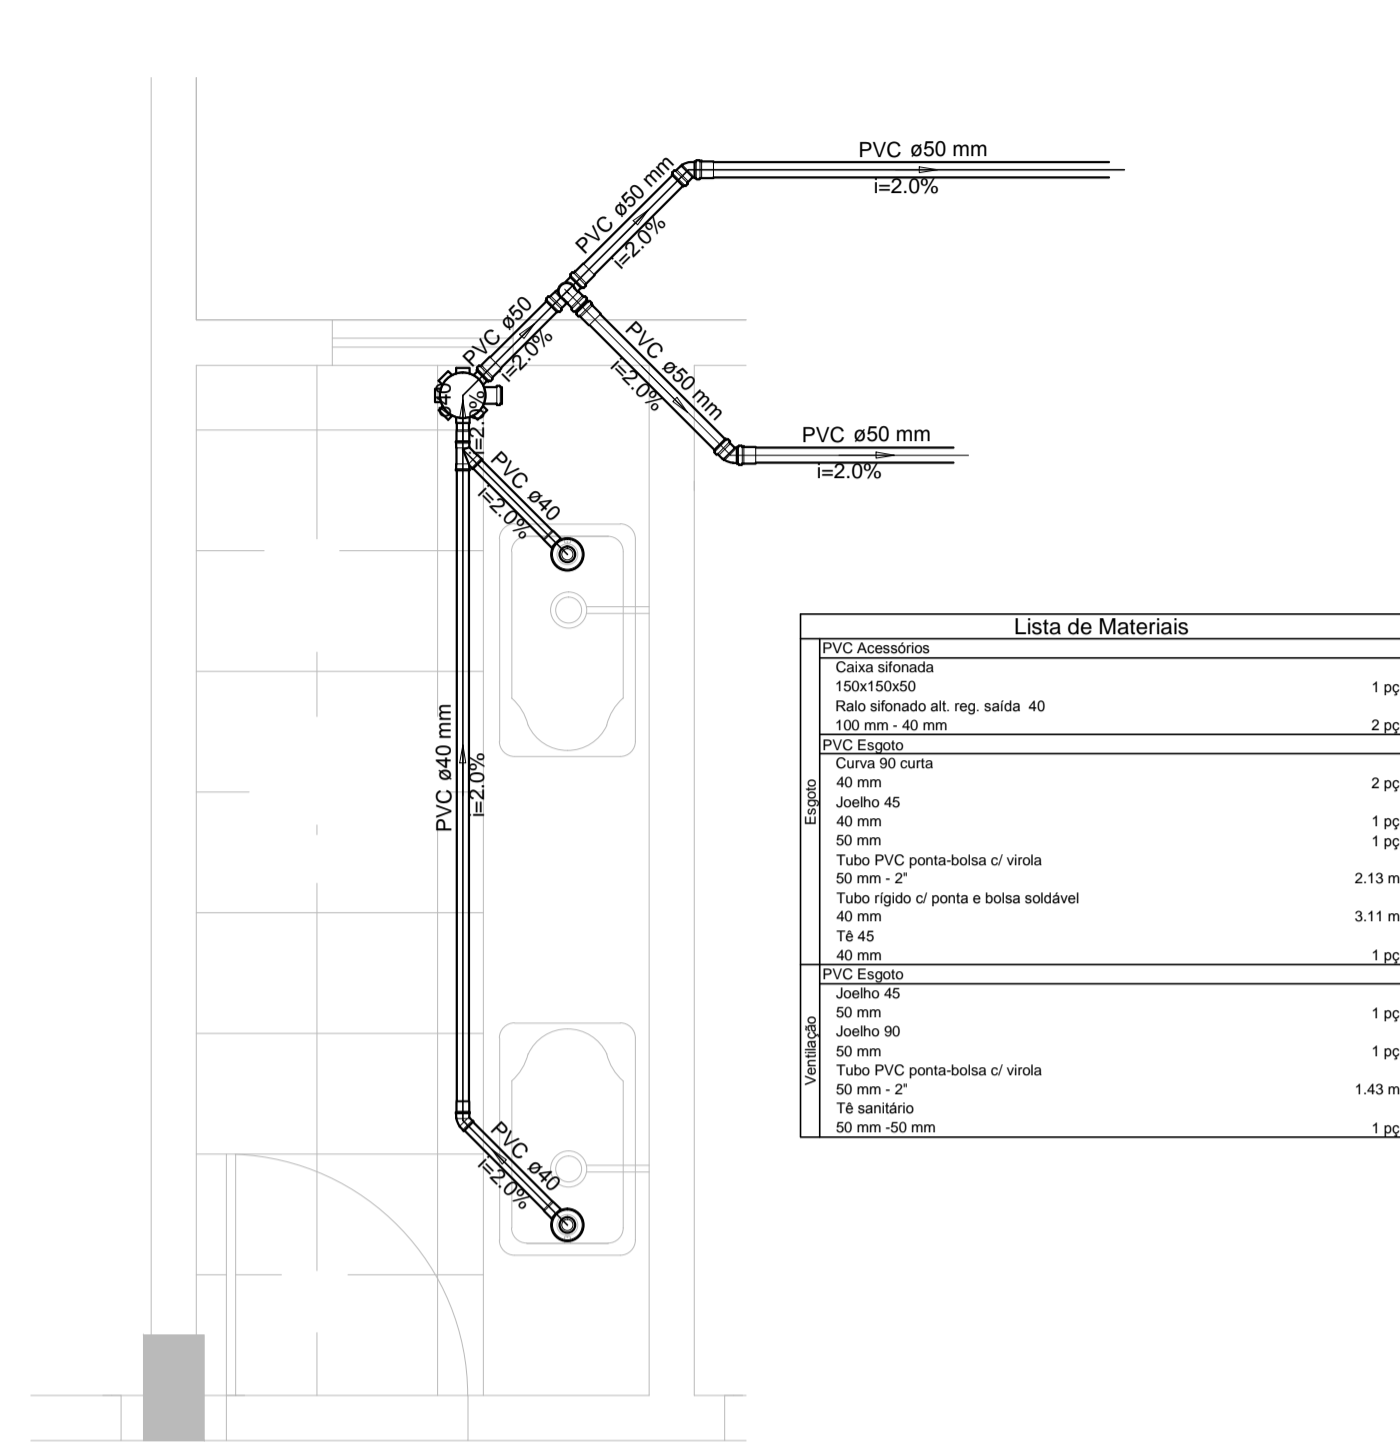 PVC ø50 mm
i=2.0%
PVC ø50 mm
i=2.0%
PVC ø50
i=2.0%
PVC ø50 mm
i=2.0%
PVC ø50 mm
i=2.0%
ø40
i=2.0%
PVC ø40
i=2.0%
PVC ø40 mm
i=2.0%
PVC ø40
i=2.0%
Lista de Materiais
Esgoto
PVC Acessórios
Caixa sifonada
150x150x50 1 pç
Ralo sifonado alt. reg. saída 40
100 mm - 40 mm 2 pç
PVC Esgoto
Curva 90 curta
40 mm 2 pç
Joelho 45
40 mm 1 pç
50 mm 1 pç
Tubo PVC ponta-bolsa c/ virola
50 mm - 2" 2.13 m
Tubo rígido c/ ponta e bolsa soldável
40 mm 3.11 m
Tê 45
40 mm 1 pç
Ventilação
PVC Esgoto
Joelho 45
50 mm 1 pç
Joelho 90
50 mm 1 pç
Tubo PVC ponta-bolsa c/ virola
50 mm - 2" 1.43 m
Tê sanitário
50 mm -50 mm 1 pç